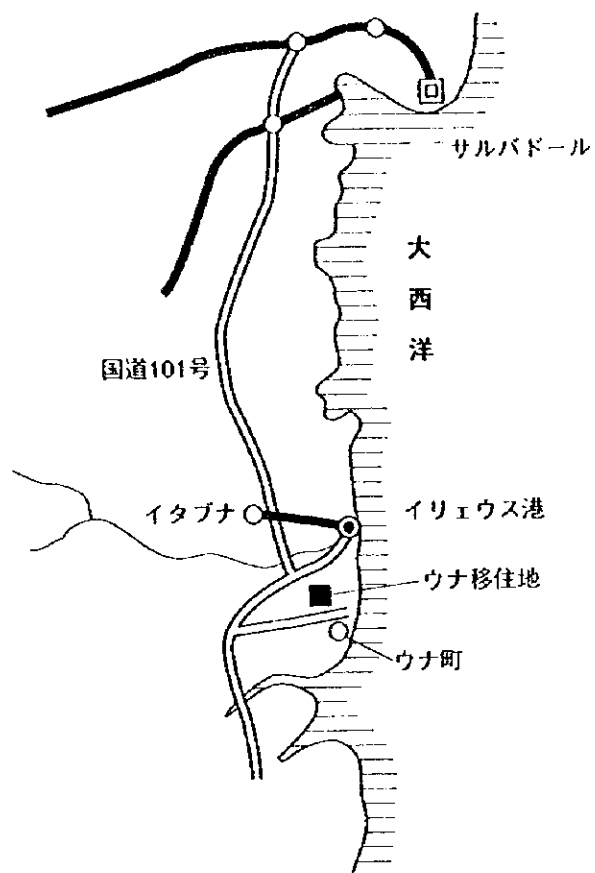 サルバドール
大西洋
国道101号
イタブナ
イリェウス港
ウナ移住地
ウナ町